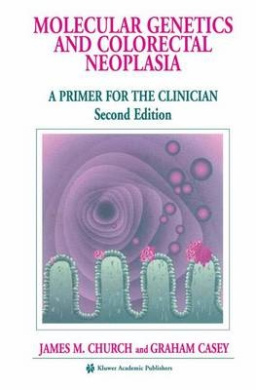 MOLECULAR GENETICS
AND COLORECTAL
NEOPLASIA
A PRIMER FOR THE CLINICIAN
Second Edition
JAMES M. CHURCH and GRAHAM CASEY
Kluwer Academic Publishers